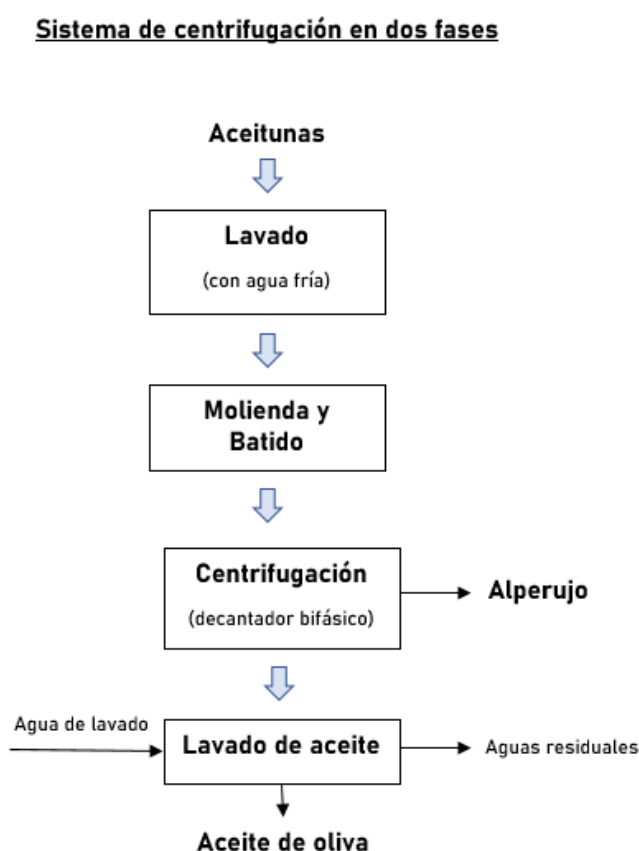 Sistema de centrifugación en dos fases
Aceitunas
Lavado
(con agua fría)
Molienda y
Batido
Centrifugación
(decantador bifásico)
Alperujo
Agua de lavado
Lavado de aceite
Aguas residuales
Aceite de oliva